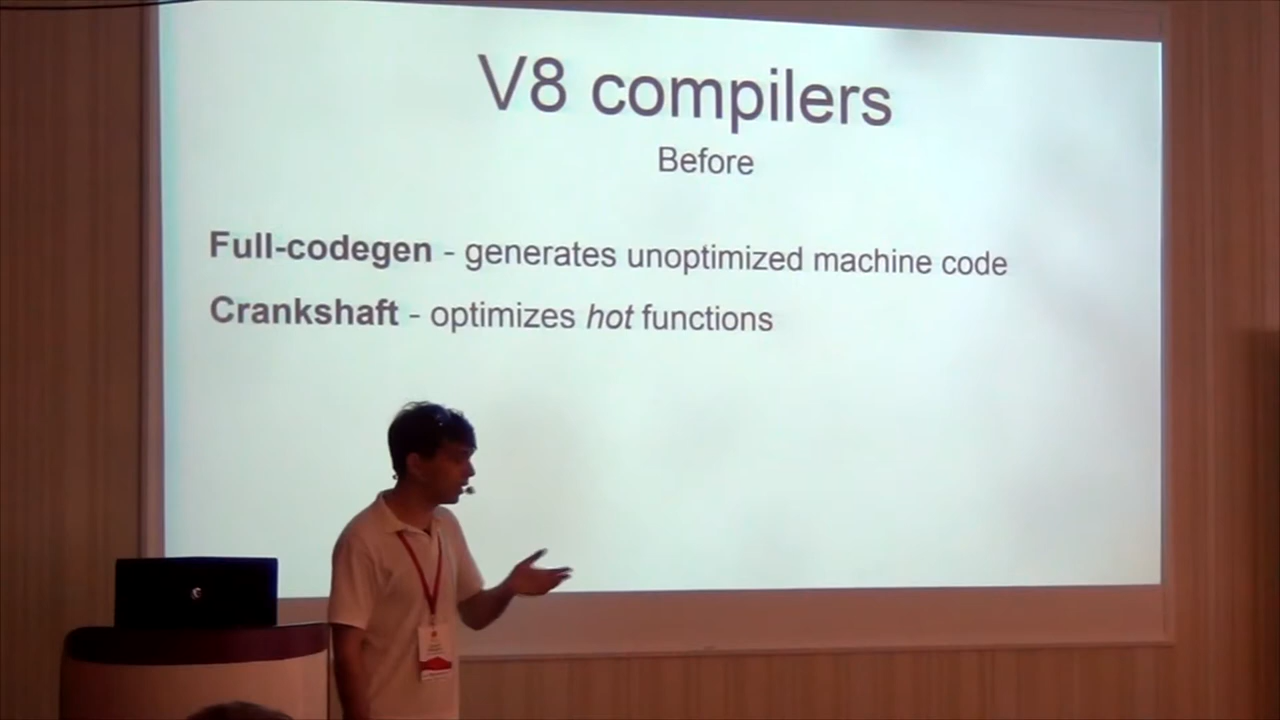 V8 compilers
Before
Full-codegen - generates unoptimized machine code
Crankshaft - optimizes hot functions